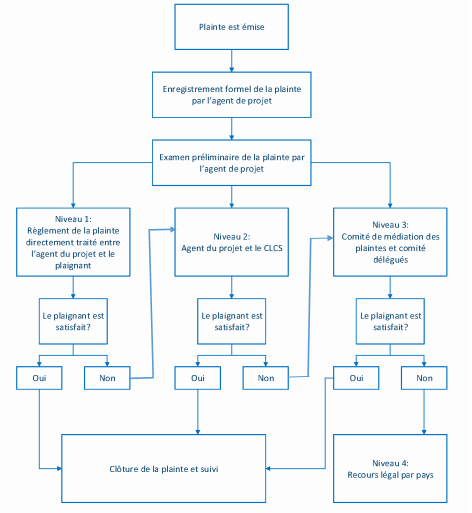 Plainte est émise
Enregistrement formel de la plainte
par l'agent de projet
Examen préliminaire de la plainte par
l'agent de projet
Niveau 1:
Règlement de la plainte
directement traité entre
l'agent du projet et le
plaignant
Niveau 2:
Agent du projet et le CLCS
Niveau 3:
Comité de médiation des
plaintes et comité
délégués
Le plaignant est
satisfait?
Le plaignant est
satisfait?
Le plaignant est
satisfait?
Oui
Non
Oui
Non
Oui
Non
Clôture de la plainte et suivi
Niveau 4:
Recours légal par pays